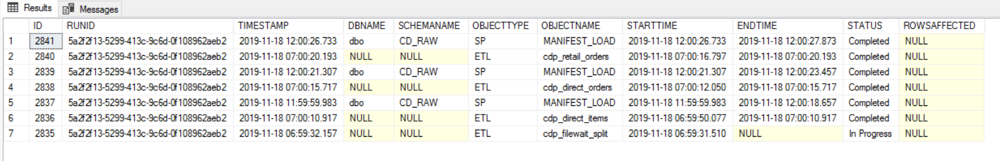 Results Messages
ID RUNID TIMESTAMP DBNAME SCHEMANAME OBJECTTYPE OBJECTNAME STARTTIME ENDTIME STATUS ROWSAFFECTED
1 2841 5a2f2f13-5299-413c-9c6d-0f108962aeb2 2019-11-18 12:00:26.733 dbo CD_RAW SP MANIFEST_LOAD 2019-11-18 12:00:26.733 2019-11-18 12:00:27.873 Completed NULL
2 2840 5a2f2f13-5299-413c-9c6d-0f108962aeb2 2019-11-18 07:00:20.193 NULL NULL ETL cdp_retail_orders 2019-11-18 07:00:16.797 2019-11-18 07:00:20.193 Completed NULL
3 2839 5a2f2f13-5299-413c-9c6d-0f108962aeb2 2019-11-18 12:00:21.307 dbo CD_RAW SP MANIFEST_LOAD 2019-11-18 12:00:21.307 2019-11-18 12:00:23.457 Completed NULL
4 2838 5a2f2f13-5299-413c-9c6d-0f108962aeb2 2019-11-18 07:00:15.717 NULL NULL ETL cdp_direct_orders 2019-11-18 07:00:12.050 2019-11-18 07:00:15.717 Completed NULL
5 2837 5a2f2f13-5299-413c-9c6d-0f108962aeb2 2019-11-18 11:59:59.983 dbo CD_RAW SP MANIFEST_LOAD 2019-11-18 11:59:59.983 2019-11-18 12:00:18.657 Completed NULL
6 2836 5a2f2f13-5299-413c-9c6d-0f108962aeb2 2019-11-18 07:00:10.917 NULL NULL ETL cdp_direct_items 2019-11-18 06:59:50.077 2019-11-18 07:00:10.917 Completed NULL
7 2835 5a2f2f13-5299-413c-9c6d-0f108962aeb2 2019-11-18 06:59:32.157 NULL NULL ETL cdp_filewait_split 2019-11-18 06:59:31.510 NULL In Progress NULL